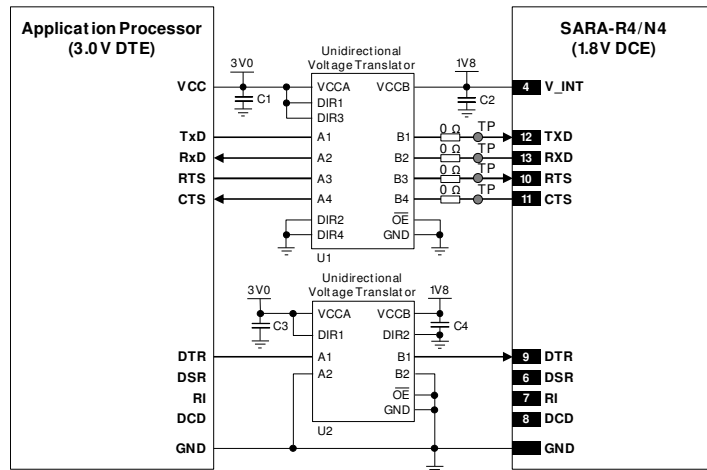 Application Processor
(3.0V DTE)
SARA-R4/N4
(1.8V DCE)
Unidirectional
Voltage Translator
3V0
1V8
VCC
VCCA
VCCB
4
V_INT
C1
DIR1
C2
DIR3
0 Ω
TP
TxD
A1
B1
12
TXD
0 Ω
TP
RxD
A2
B2
13
RXD
0 Ω
TP
RTS
A3
B3
10
RTS
0 Ω
TP
CTS
A4
B4
11
CTS
DIR2
OE
DIR4
GND
U1
Unidirectional
Voltage Translator
3V0
1V8
VCCA
VCCB
C3
C4
DIR1
DIR2
DTR
A1
B1
9
DTR
DSR
A2
B2
6
DSR
RI
OE
7
RI
DCD
GND
8
DCD
U2
GND
GND